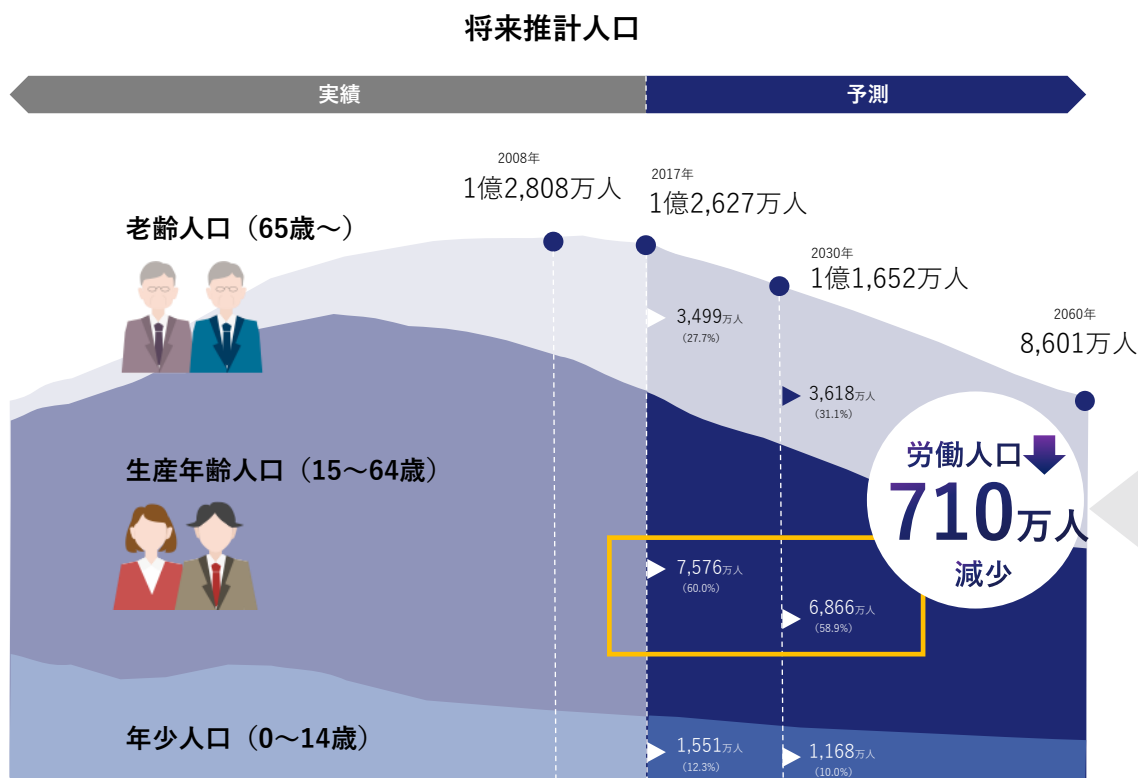 将来推計人口
実績
予測
2008年
1億2,808万人
2017年
1億2,627万人
2030年
1億1,652万人
2060年
8,601万人
老齢人口（65歳〜）
3,499万人
（27.7%）
3,618万人
（31.1%）
労働人口
710万人
減少
生産年齢人口（15〜64歳）
7,576万人
（60.0%）
6,866万人
（58.9%）
年少人口（0〜14歳）
1,551万人
（12.3%）
1,168万人
（10.0%）